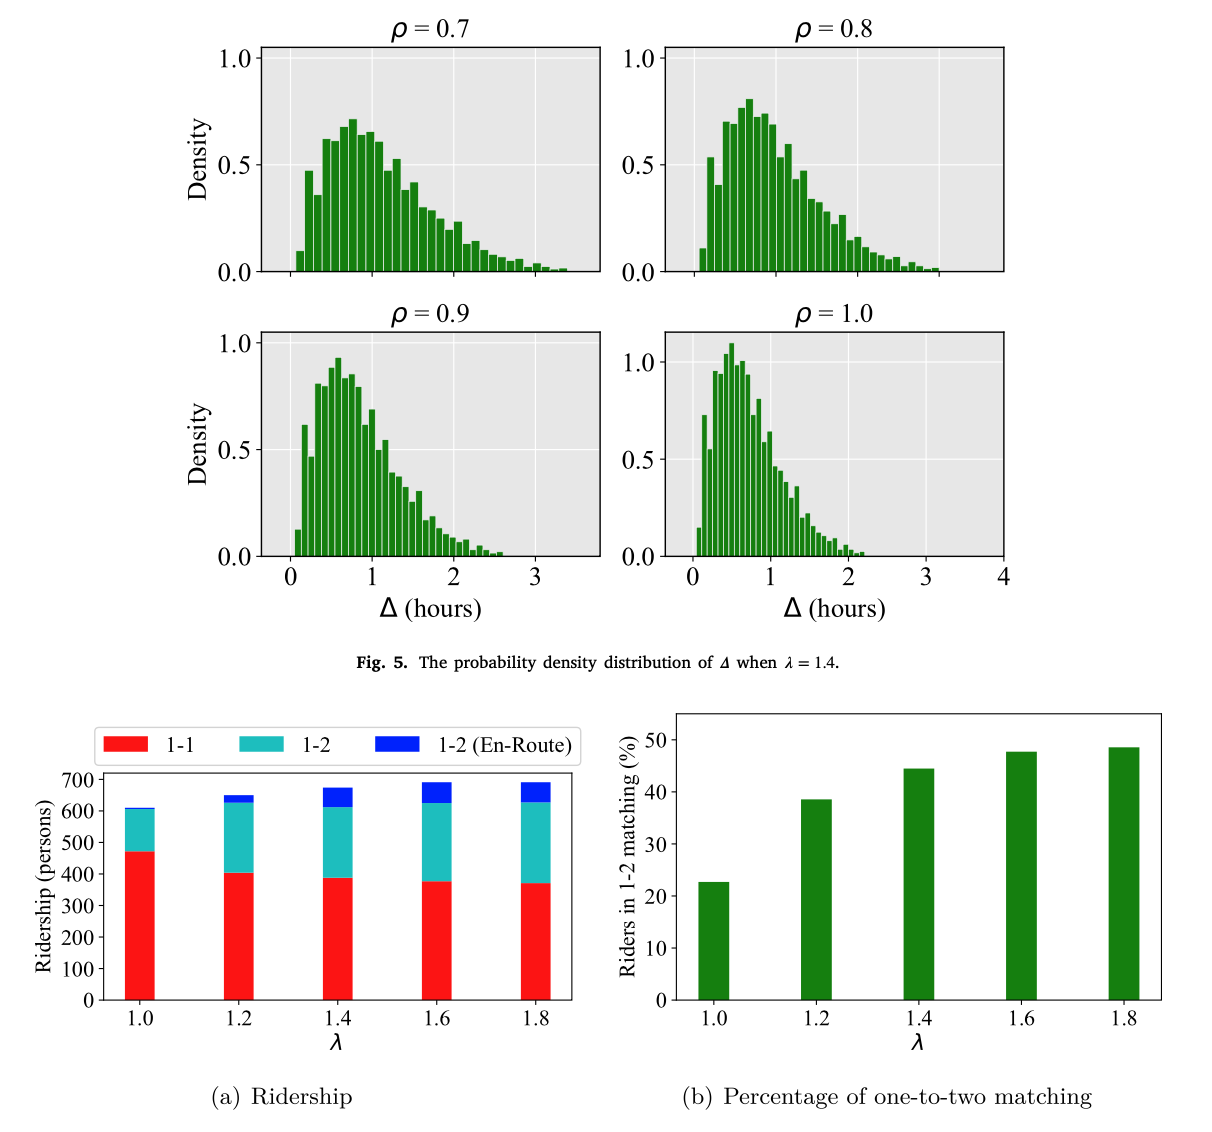 ρ = 0.7
ρ = 0.8
1.0
0.5
0.0
Density
1.0
0.5
0.0
ρ = 0.9
ρ = 1.0
1.0
0.5
0.0
Density
1.0
0.5
0.0
0 1 2 3
0 1 2 3 4
Δ (hours)
Δ (hours)
Fig. 5. The probability density distribution of Δ when λ = 1.4.
1-1 1-2 1-2 (En-Route)
700
600
500
400
300
200
100
0
Ridership (persons)
1.0 1.2 1.4 1.6 1.8
λ
(a) Ridership
50
40
30
20
10
0
Riders in 1-2 matching (%)
1.0 1.2 1.4 1.6 1.8
λ
(b) Percentage of one-to-two matching